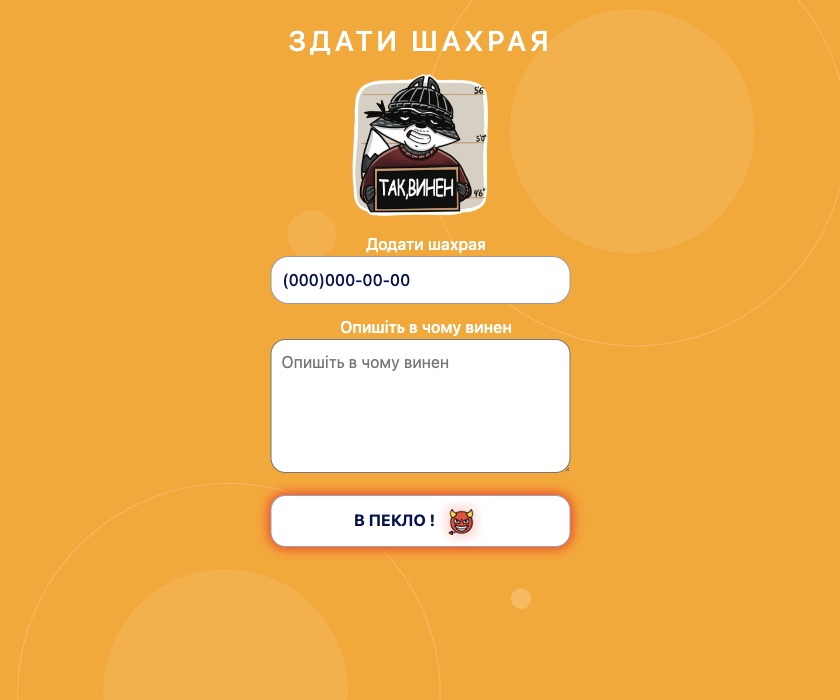 ЗДАТИ ШАХРАЯ
5'6
5'0"
4'6"
ТАК,ВИНЕН
Додати шахрая
(000)000-00-00
Опишіть в чому винен
Опишіть в чому винен
В ПЕКЛО !